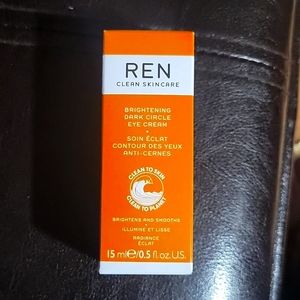 REN
CLEAN SKINCARE
BRIGHTENING
DARK CIRCLE
EYE CREAM
•
SOIN ÉCLAT
CONTOUR DES YEUX
ANTI-CERNES
CLEAN TO SKIN
CLEAN TO PLANET
BRIGHTENS AND SMOOTHS
•
ILLUMINE ET LISSE
RADIANCE
ÉCLAT
15 ml ℮/0.5 fl.oz.U.S.